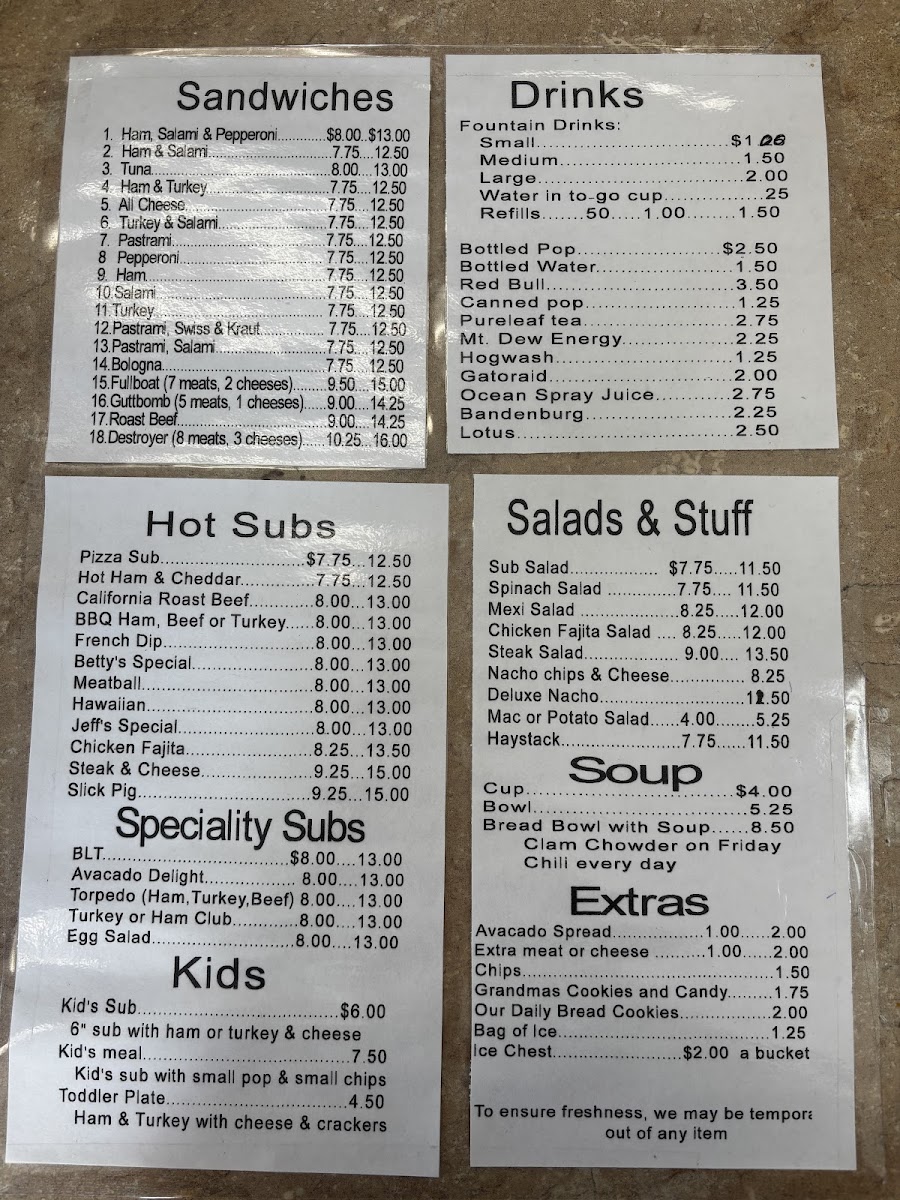 Sandwiches
1. Ham, Salami & Pepperoni.............$8.00..$13.00
2. Ham & Salami.................................7.75....12.50
3. Tuna................................................8.00....13.00
4. Ham & Turkey.................................7.75....12.50
5. All Cheese......................................7.75....12.50
6. Turkey & Salami.............................7.75....12.50
7. Pastrami.........................................7.75....12.50
8 Pepperoni.......................................7.75....12.50
9. Ham................................................7.75....12.50
10.Salami............................................7.75....12.50
11.Turkey.............................................7.75....12.50
12.Pastrami, Swiss & Kraut..................7.75....12.50
13.Pastrami, Salami.............................7.75....12.50
14.Bologna..........................................7.75....12.50
15.Fullboat (7 meats, 2 cheeses)........9.50....15.00
16.Guttbomb (5 meats, 1 cheeses)......9.00....14.25
17.Roast Beef......................................9.00....14.25
18.Destroyer (8 meats, 3 cheeses)......10.25...16.00
Drinks
Fountain Drinks:
Small..............................$1.
Medium.............................1.50
Large................................2.00
Water in to-go cup...............25
Refills.......50.....1.00........1.50
Bottled Pop......................$2.50
Bottled Water.....................1.50
Red Bull.............................3.50
Canned pop.......................1.25
Pureleaf tea.......................2.75
Mt. Dew Energy.................2.25
Hogwash...........................1.25
Gatoraid............................2.00
Ocean Spray Juice............2.75
Bandenburg.......................2.25
Lotus.................................2.50
Hot Subs
Pizza Sub.........................$7.75...12.50
Hot Ham & Cheddar.............7.75...12.50
California Roast Beef...........8.00...13.00
BBQ Ham, Beef or Turkey.....8.00...13.00
French Dip..........................8.00...13.00
Betty's Special.....................8.00...13.00
Meatball..............................8.00...13.00
Hawaiian.............................8.00...13.00
Jeff's Special.......................8.00...13.00
Chicken Fajita......................8.25...13.50
Steak & Cheese...................9.25...15.00
Slick Pig..............................9.25...15.00
Speciality Subs
BLT................................$8.00....13.00
Avacado Delight................ 8.00....13.00
Torpedo (Ham,Turkey,Beef) 8.00....13.00
Turkey or Ham Club............8.00....13.00
Egg Salad.........................8.00....13.00
Kids
Kid's Sub...................................$6.00
6" sub with ham or turkey & cheese
Kid's meal....................................7.50
Kid's sub with small pop & small chips
Toddler Plate................................4.50
Ham & Turkey with cheese & crackers
Salads & Stuff
Sub Salad................. $7.75.....11.50
Spinach Salad .............7.75.... 11.50
Mexi Salad ...................8.25......12.00
Chicken Fajita Salad .... 8.25.....12.00
Steak Salad................... 9.00.... 13.50
Nacho chips & Cheese............... 8.25
Deluxe Nacho.............................12.50
Mac or Potato Salad......4.00........5.25
Haystack........................7.75......11.50
Soup
Cup...................................$4.00
Bowl....................................5.25
Bread Bowl with Soup......8.50
Clam Chowder on Friday
Chili every day
Extras
Avacado Spread...................1.00......2.00
Extra meat or cheese ..........1.00......2.00
Chips..................................................1.50
Grandmas Cookies and Candy.........1.75
Our Daily Bread Cookies...................2.00
Bag of Ice...........................................1.25
Ice Chest..........................$2.00 a bucket
To ensure freshness, we may be tempora
out of any item